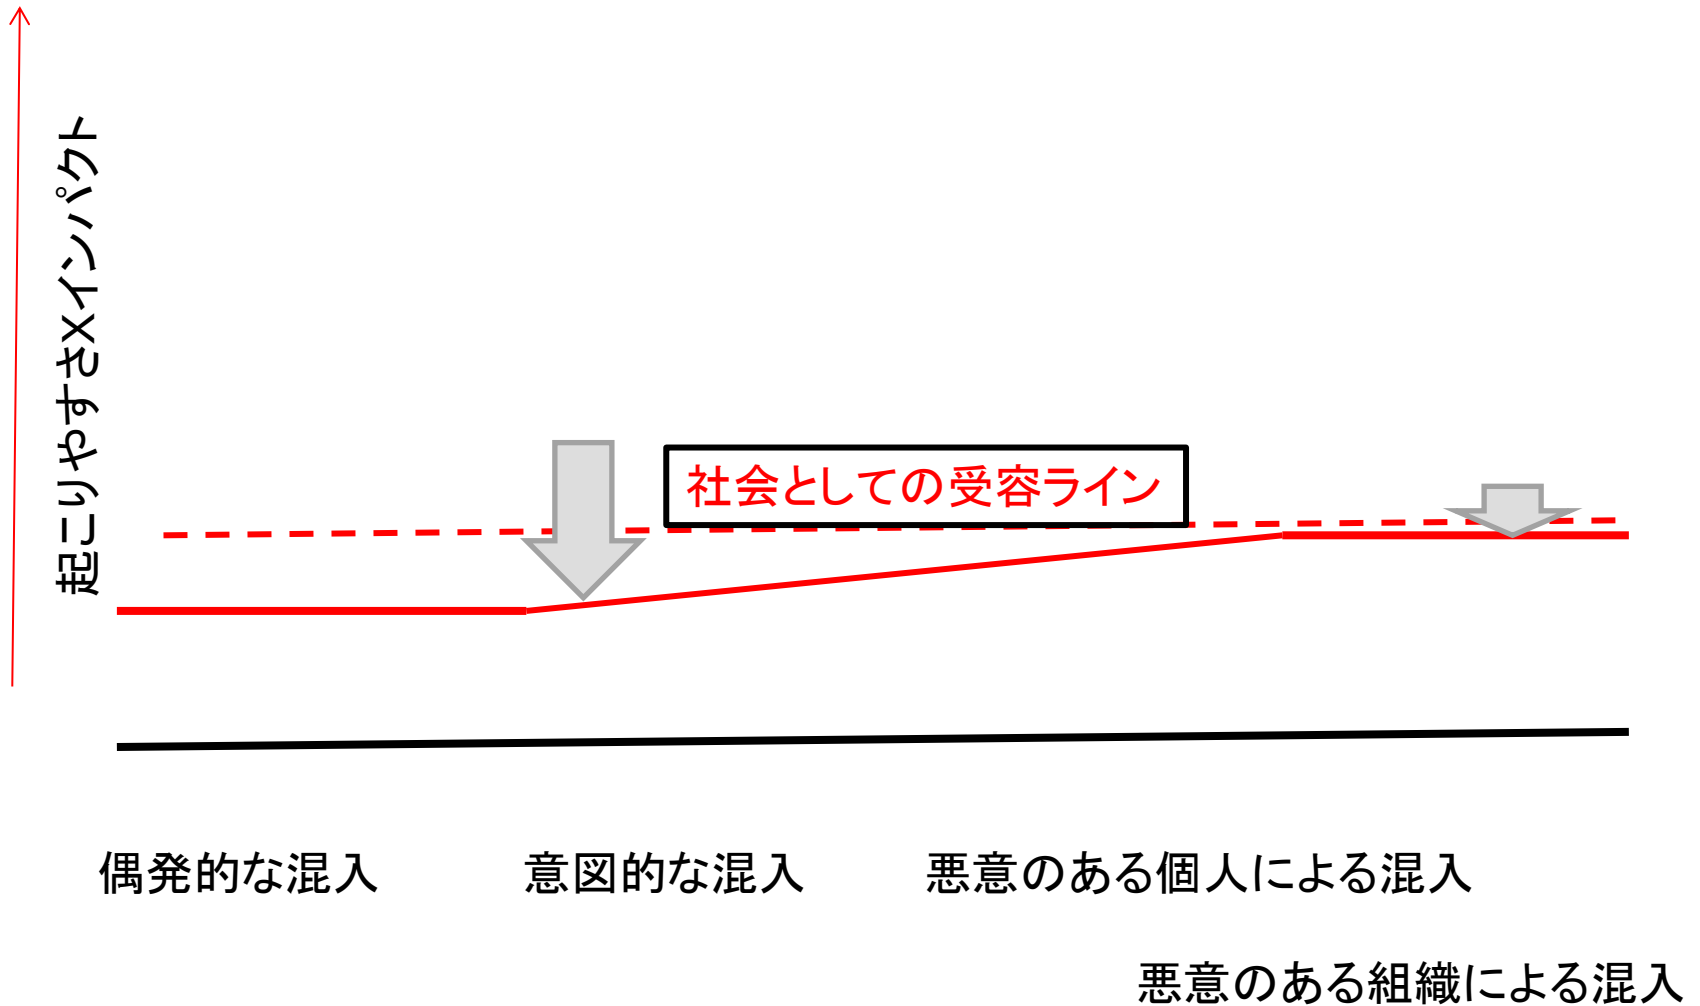 起こりやすさXインパクト
社会としての受容ライン
偶発的な混入
意図的な混入
悪意のある個人による混入
悪意のある組織による混入